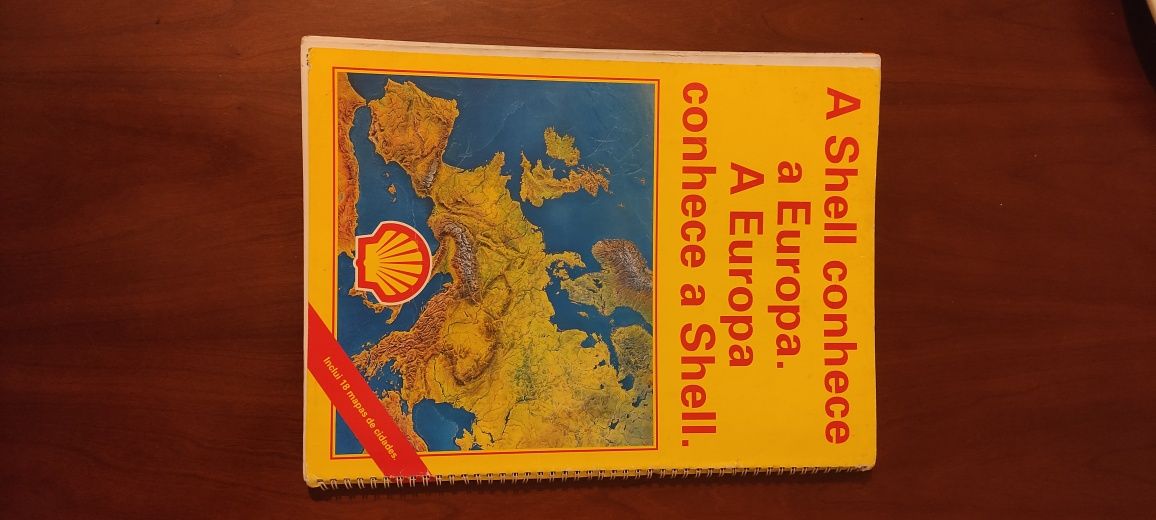 A Shell conhece
a Europa.
A Europa
conhece a Shell.
Inclui 18 mapas de cidades.